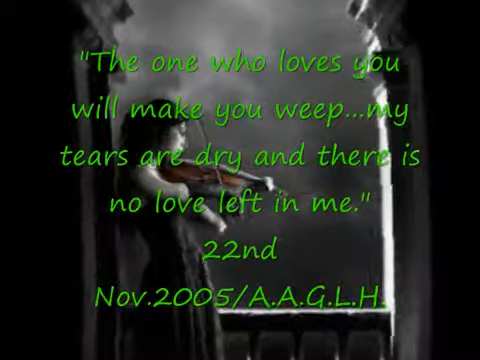 "The one who loves you
will make you weep...my
tears are dry and there is
no love left in me."
22nd
Nov.2005/A.A.G.L.H.